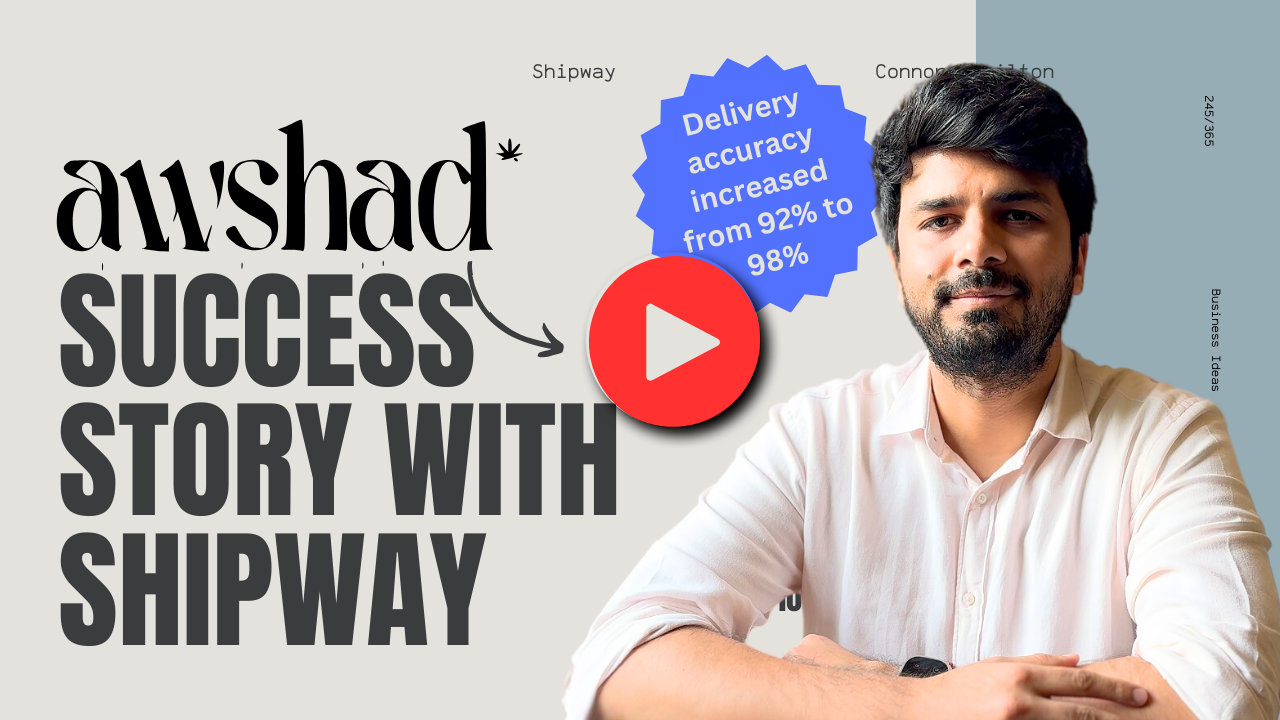 Shipway
Delivery
accuracy
increased
from 92% to
98%
awshad
SUCCESS
STORY WITH
SHIPWAY
245/365
Business Ideas